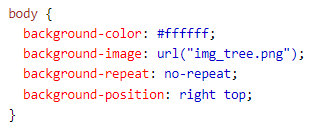 body {
  background-color: #ffffff;
  background-image: url("img_tree.png");
  background-repeat: no-repeat;
  background-position: right top;
}